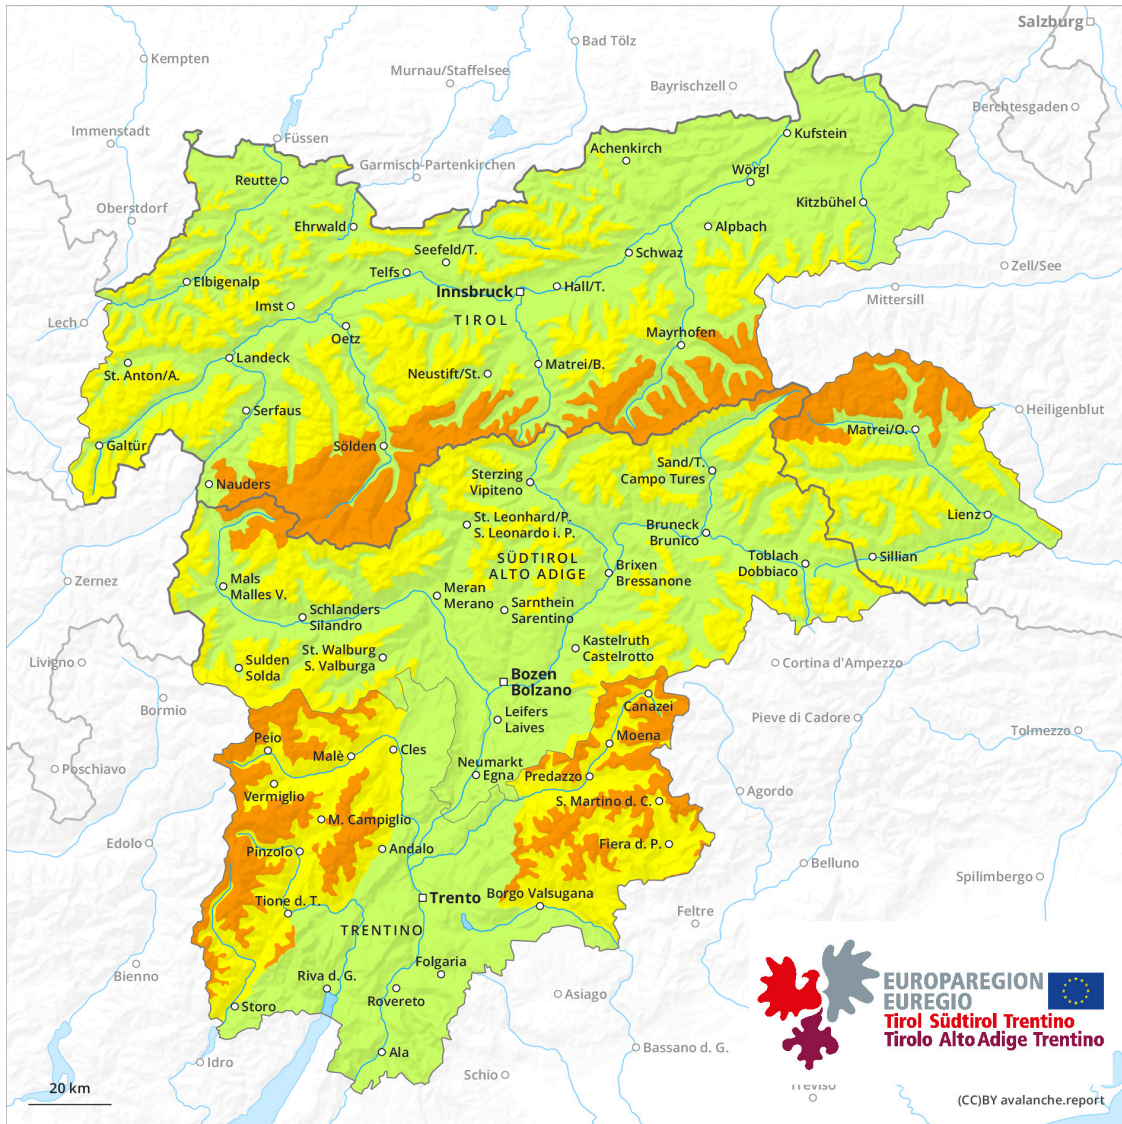 Salzburg
Bad Tölz
Kempten
Murnau/Staffelsee
Bayrischzell
Berchtesgaden
Immenstadt
Füssen
Kufstein
Achenkirch
Garmisch-Partenkirchen
Wörgl
Reutte
Kitzbühel
Oberstdorf
Ehrwald
Alpbach
Seefeld/T.
Schwaz
Zell/See
Telfs
Elbigenalp
Hall/T.
Innsbruck
Mittersill
Imst
TIROL
Lech
Mayrhofen
Oetz
Landeck
Matrei/B.
St. Anton/A.
Neustift/St.
Serfaus
Heiligenblut
Matrei/O.
Galtür
Sölden
Sand/T.
Campo Tures
Sterzing
Vipiteno
Nauders
Lienz
St. Leonhard/P.
S. Leonardo i. P.
Bruneck
Brunico
SÜDTIROL
ALTO ADIGE
Toblach
Dobbiaco
Sillian
Brixen
Bressanone
Zernez
Mals
Malles V.
Meran
Merano
Sarnthein
Sarentino
Schlanders
Silandro
Kastelruth
Castelrotto
St. Walburg
S. Valburga
Livigno
Sulden
Solda
Cortina d'Ampezzo
Bozen
Bolzano
Canazei
Bormio
Leifers
Laives
Pieve di Cadore
Tolmezzo
Peio
Moena
Cles
Malè
Neumarkt
Egna
Poschiavo
Predazzo
Vermiglio
Agordo
S. Martino d. C.
M. Campiglio
Edolo
Pinzolo
Andalo
Fiera d. P.
Belluno
Spilimbergo
Borgo Valsugana
Trento
Tione d. T.
Feltre
TRENTINO
Folgaria
Bienno
Riva d. G.
EUROPAREGION
EUREGIO
Tirol Südtirol Trentino
Tirolo Alto Adige Trentino
Asiago
Rovereto
Storo
Ala
Bassano d. G.
Idro
Schio
Treviso
20 km
(CC)BY avalanche.report